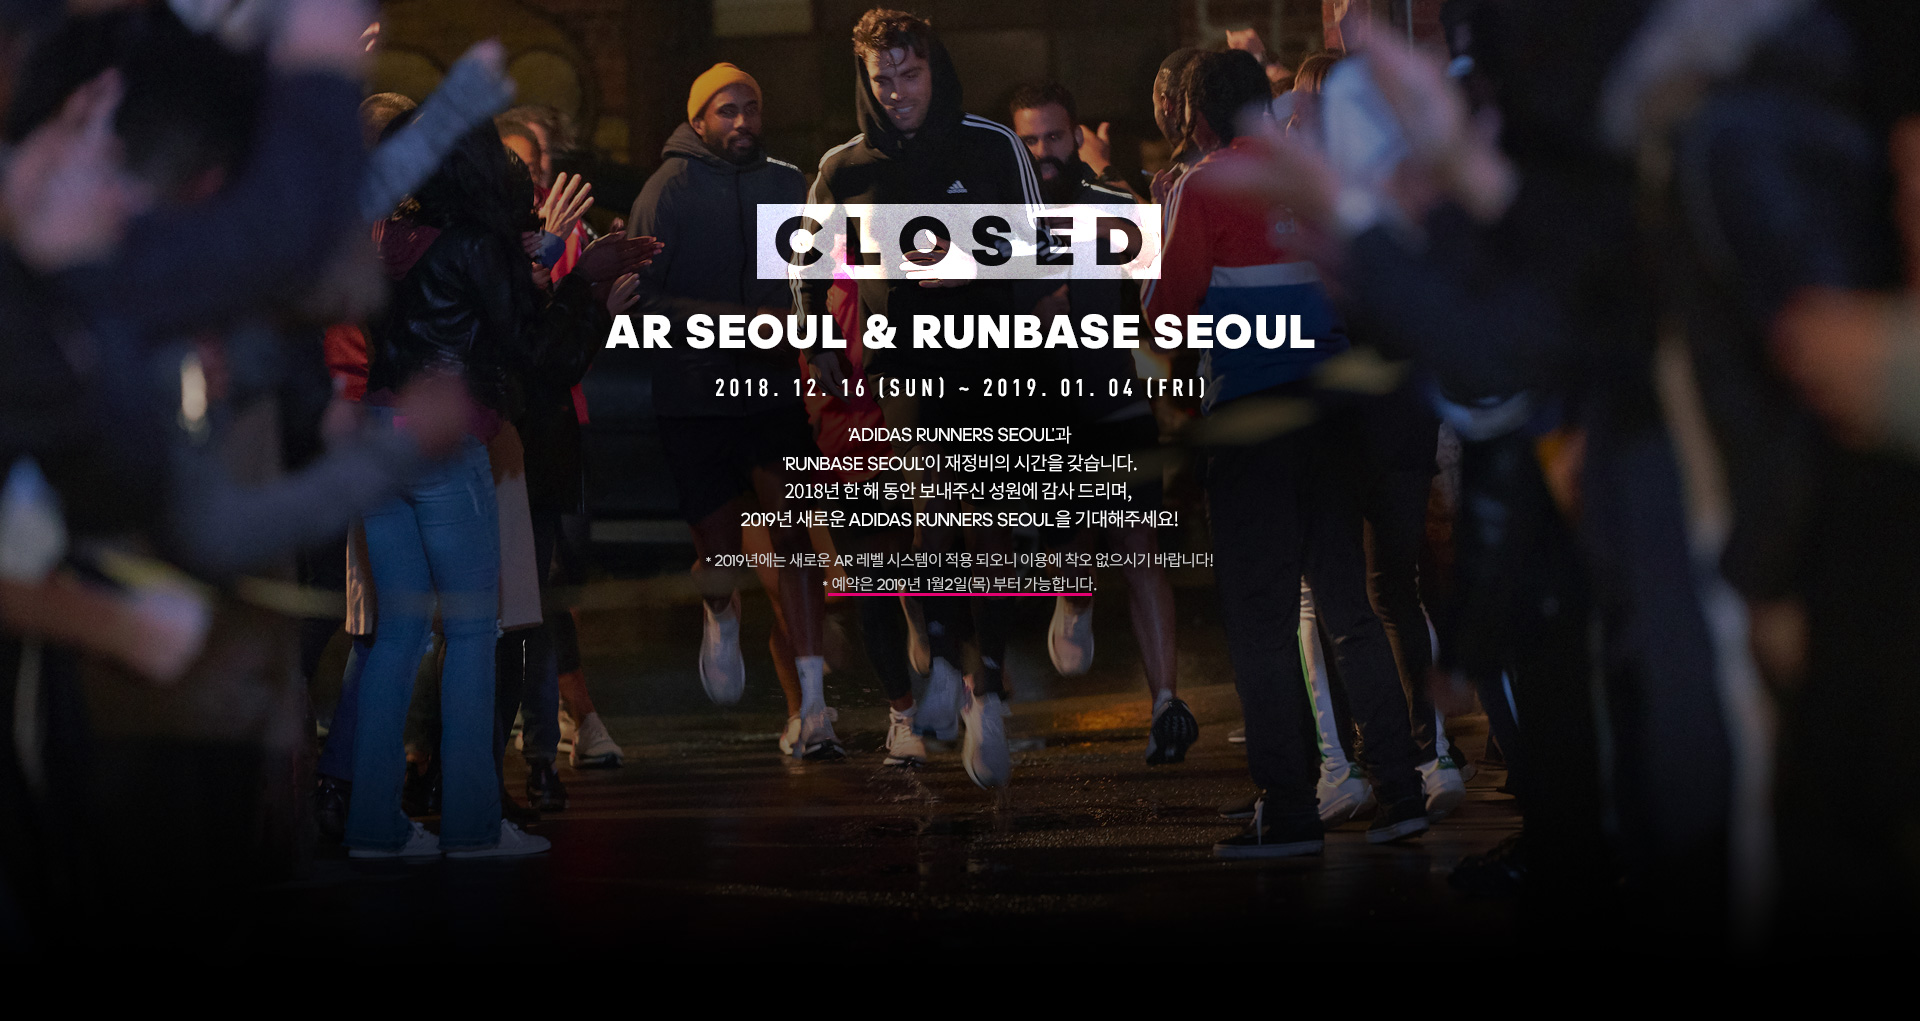 CLOSED
AR SEOUL & RUNBASE SEOUL
2018. 12. 16 (SUN) ~ 2019. 01. 04 (FRI)
'ADIDAS RUNNERS SEOUL'과
'RUNBASE SEOUL'이 재정비의 시간을 갖습니다.
2018년 한 해 동안 보내주신 성원에 감사 드리며,
2019년 새로운 ADIDAS RUNNERS SEOUL을 기대해주세요!
* 2019년에는 새로운 AR 레벨 시스템이 적용 되오니 이용에 착오 없으시기 바랍니다!
* 예약은 2019년 1월2일(목) 부터 가능합니다.